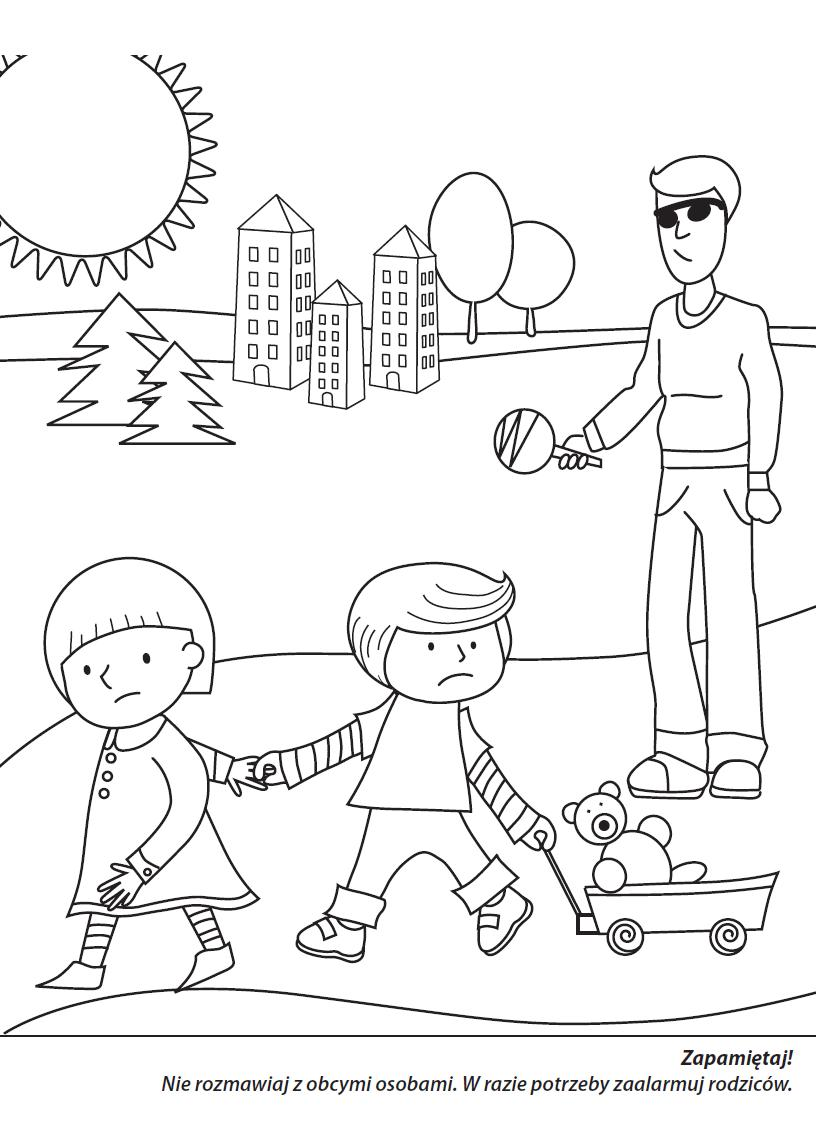 Zapamiętaj!
Nie rozmawiaj z obcymi osobami. W razie potrzeby zaalarmuj rodziców.